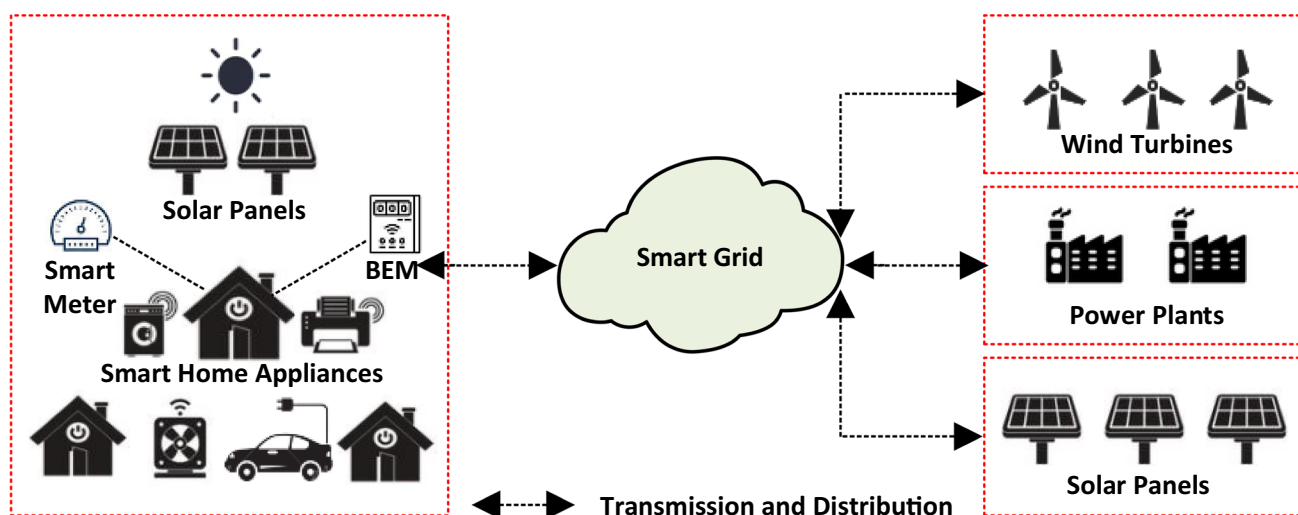 Solar Panels
Smart
Meter
BEM
Smart Home Appliances
Smart Grid
Wind Turbines
Power Plants
Solar Panels
Transmission and Distribution